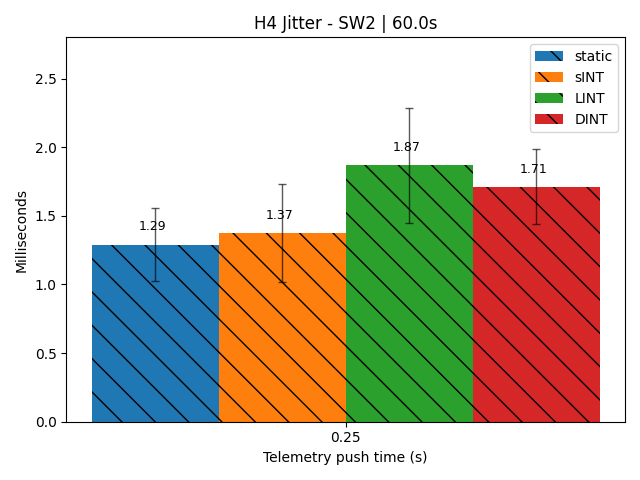 H4 Jitter - SW2 | 60.0s
static
sINT
LINT
DINT
2.5
2.0
1.5
1.0
0.5
0.0
Milliseconds
1.29
1.37
1.87
1.71
0.25
Telemetry push time (s)